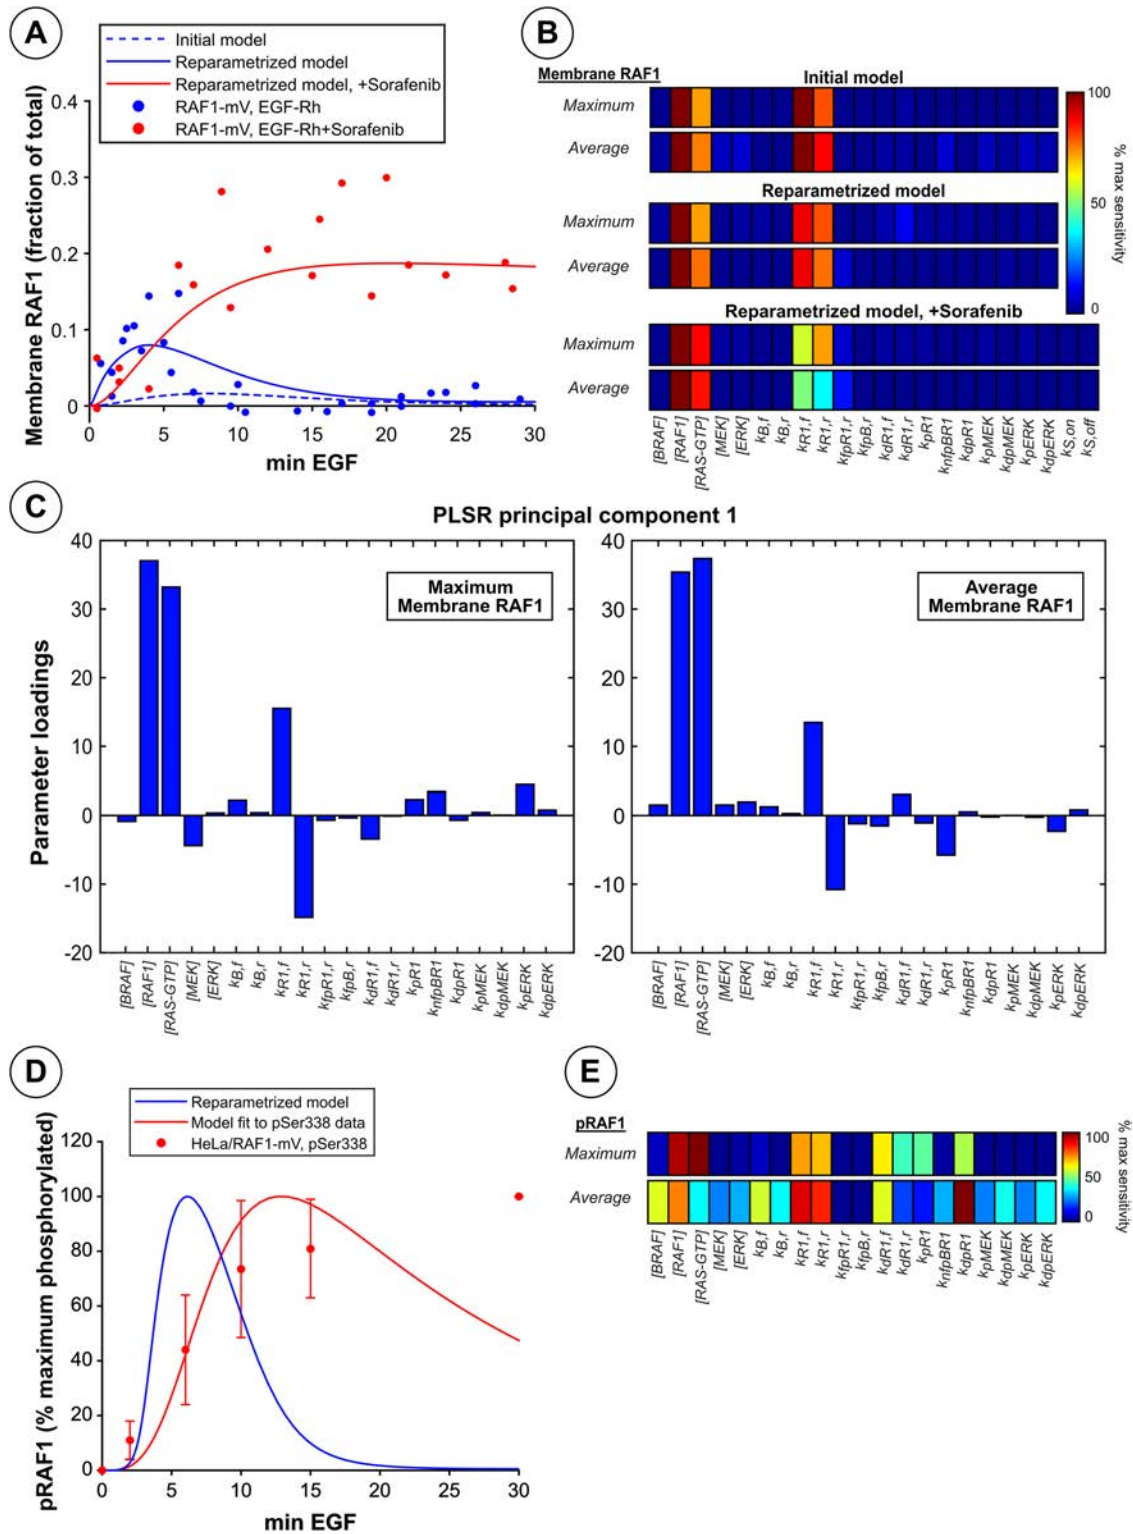 A
Initial model
Reparametrized model
Reparametrized model, +Sorafenib
RAF1-mV, EGF-Rh
RAF1-mV, EGF-Rh+Sorafenib
Membrane RAF1 (fraction of total)
0.4
0.3
0.2
0.1
0
0 5 10 15 20 25 30
min EGF
B
Membrane RAF1
Initial model
Maximum
Average
Reparametrized model
Maximum
Average
Reparametrized model, +Sorafenib
Maximum
Average
100
50
0
% max sensitivity
[BRAF] [RAF1] [RAS-GTP] [MEK] [ERK] kB,f kB,r kR1,f kR1,r kfpR1,r kfpB,r kdR1,f kdR1,r kpR1 knfpBR1 kdpR1 kpMEK kdpMEK kpERK kdpERK kS,on kS,off
C
PLSR principal component 1
Parameter loadings
40
30
20
10
0
-10
-20
Maximum
Membrane RAF1
[BRAF] [RAF1] [RAS-GTP] [MEK] [ERK] kB,f kB,r kR1,f kR1,r kfpR1,r kfpB,r kdR1,f kdR1,r kpR1 knfpBR1 kdpR1 kpMEK kdpMEK kpERK kdpERK
40
30
20
10
0
-10
-20
Average
Membrane RAF1
[BRAF] [RAF1] [RAS-GTP] [MEK] [ERK] kB,f kB,r kR1,f kR1,r kfpR1,r kfpB,r kdR1,f kdR1,r kpR1 knfpBR1 kdpR1 kpMEK kdpMEK kpERK kdpERK
D
Reparametrized model
Model fit to pSer338 data
HeLa/RAF1-mV, pSer338
pRAF1 (% maximum phosphorylated)
120
100
80
60
40
20
0
0 5 10 15 20 25 30
min EGF
E
pRAF1
Maximum
Average
100
50
0
% max sensitivity
[BRAF] [RAF1] [RAS-GTP] [MEK] [ERK] kB,f kB,r kR1,f kR1,r kfpR1,r kfpB,r kdR1,f kdR1,r kpR1 knfpBR1 kdpR1 kpMEK kdpMEK kpERK kdpERK